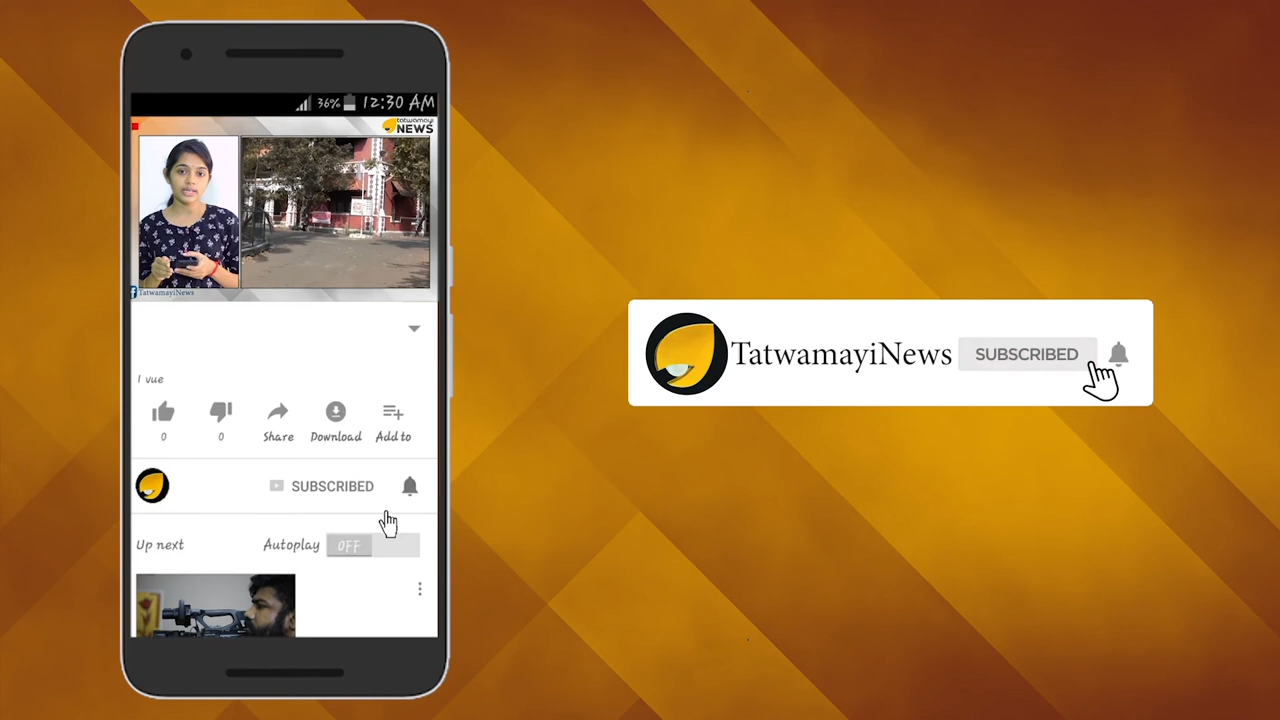 36% 12:30 AM
tatwamayi
NEWS
TatwamayiNews
1 vue
0 0 Share Download Add to
SUBSCRIBED
Up next Autoplay OFF
TatwamayiNews SUBSCRIBED